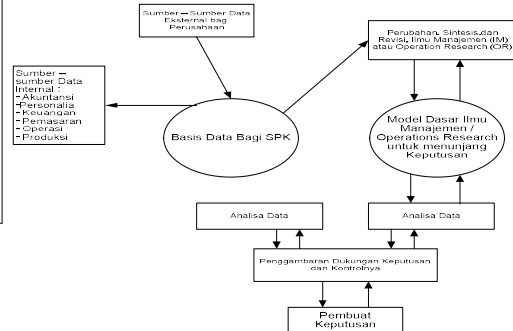 Sumber – Sumber Data
Eksternal bag
Perusahaan
Perubahan, Sintesis,dan
Revisi, Ilmu Manajemen (IM)
atau Operation Research (OR)
Sumber –
sumber Data
Internal :
- Akuntansi
-Personalia
- Keuangan
- Pemasaran
- Operasi
- Produksi
Basis Data Bagi SPK
Model Dasar Ilmu
Manajemen /
Operations Research
untuk menunjang
Keputusan
Analisa Data
Analisa Data
Penggambaran Dukungan Keputusan
dan Kontrolnya
Pembuat
Keputusan